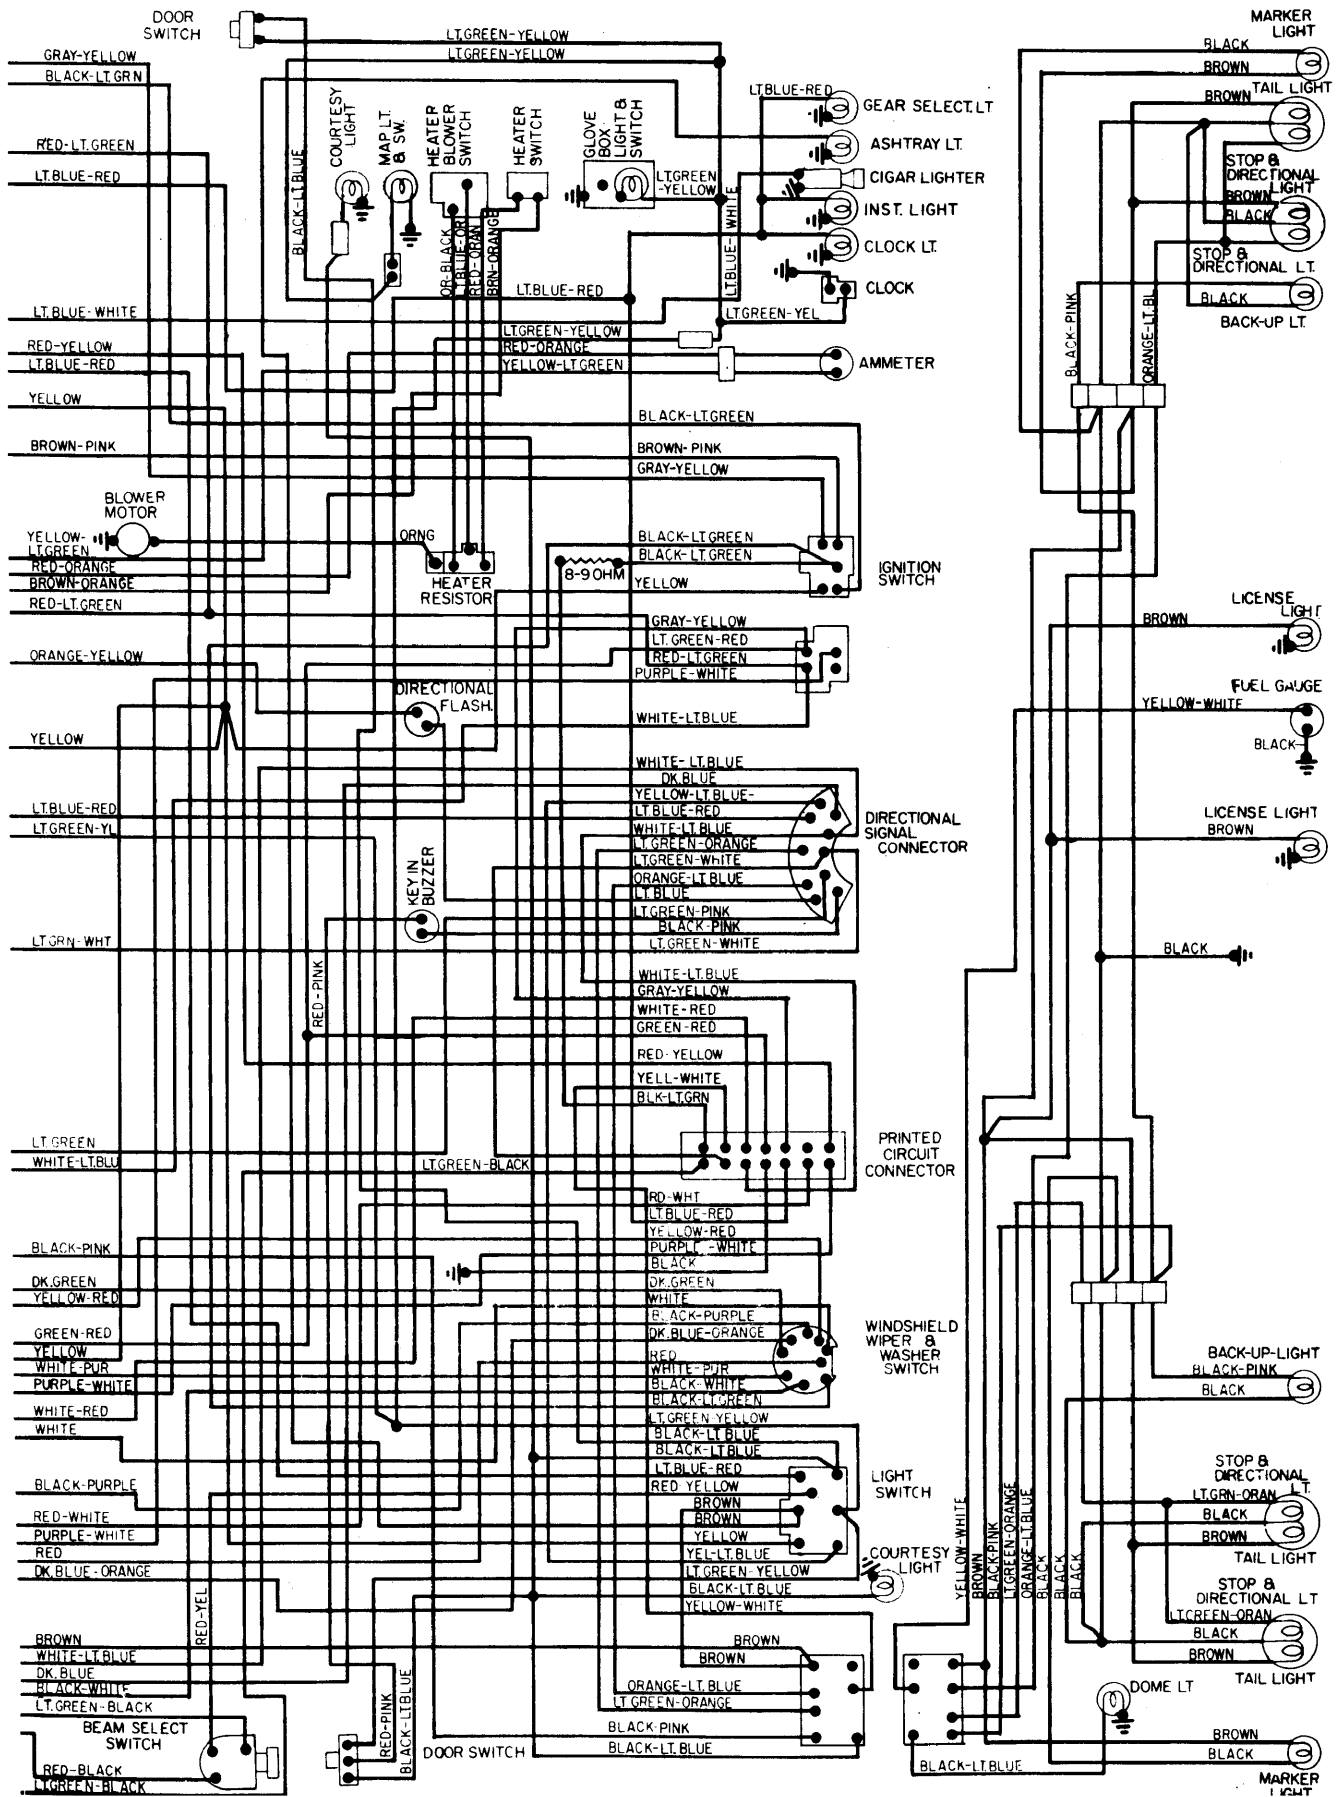 DOOR
SWITCH
GRAY-YELLOW
BLACK-LT.GRN
RED-LT.GREEN
LT.BLUE-RED
LT.BLUE-WHITE
RED-YELLOW
LT.BLUE-RED
YELLOW
BROWN-PINK
BLOWER
MOTOR
YELLOW-
LT.GREEN
RED-ORANGE
BROWN-ORANGE
RED-LT.GREEN
ORANGE-YELLOW
YELLOW
LT.BLUE-RED
LT.GREEN-YL
LT.GRN-WHT
LT.GREEN
WHITE-LT.BLU
BLACK-PINK
DK.GREEN
YELLOW-RED
GREEN-RED
YELLOW
WHITE-PUR
PURPLE-WHITE
WHITE-RED
WHITE
BLACK-PURPLE
RED-WHITE
PURPLE-WHITE
RED
DK.BLUE-ORANGE
BROWN
WHITE-LT.BLUE
DK.BLUE
BLACK-WHITE
LT.GREEN-BLACK
BEAM SELECT
SWITCH
RED-BLACK
LT.GREEN-BLACK
RED-YEL
LT.GREEN-YELLOW
LT.GREEN-YELLOW
BLACK-LT.BLUE
COURTESY
LIGHT
MAP LT.
& SW.
HEATER
BLOWER
SWITCH
HEATER
SWITCH
GLOVE
BOX
LIGHT &
SWITCH
LT.GREEN
-YELLOW
OR-BLACK
LT.BLUE-OR
RED-ORAN
BRN-ORANGE
LT.BLUE-WHITE
LT.BLUE-RED
LT.BLUE-RED
GEAR SELECT.LT
ASHTRAY LT.
CIGAR LIGHTER
INST. LIGHT
CLOCK LT.
CLOCK
LT.GREEN-YEL
LT.GREEN-YELLOW
RED-ORANGE
YELLOW-LT.GREEN
AMMETER
BLACK-LT.GREEN
BROWN-PINK
GRAY-YELLOW
ORNG
HEATER
RESISTOR
BLACK-LT.GREEN
BLACK-LT.GREEN
8-9 OHM
YELLOW
IGNITION
SWITCH
GRAY-YELLOW
LT.GREEN-RED
RED-LT.GREEN
PURPLE-WHITE
DIRECTIONAL
FLASH.
WHITE-LT.BLUE
WHITE-LT.BLUE
DK.BLUE
YELLOW-LT.BLUE-
LT.BLUE-RED
WHITE-LT.BLUE
LT.GREEN-ORANGE
LT.GREEN-WHITE
ORANGE-LT.BLUE
LT.BLUE
LT.GREEN-PINK
BLACK-PINK
LT.GREEN-WHITE
DIRECTIONAL
SIGNAL
CONNECTOR
KEY IN
BUZZER
RED-PINK
WHITE-LT.BLUE
GRAY-YELLOW
WHITE-RED
GREEN-RED
RED-YELLOW
YELL-WHITE
BLK-LT.GRN
LT.GREEN-BLACK
PRINTED
CIRCUIT
CONNECTOR
RD-WHT
LT.BLUE-RED
YELLOW-RED
PURPLE-WHITE
BLACK
DK.GREEN
WHITE
BLACK-PURPLE
DK.BLUE-ORANGE
RED
WHITE-PUR
BLACK-WHITE
BLACK-LT.GREEN
WINDSHIELD
WIPER &
WASHER
SWITCH
LT.GREEN-YELLOW
BLACK-LT.BLUE
BLACK-LT.BLUE
LT.BLUE-RED
RED YELLOW
BROWN
BROWN
YELLOW
YEL-LT.BLUE
LT.GREEN-YELLOW
BLACK-LT.BLUE
YELLOW-WHITE
LIGHT
SWITCH
COURTESY
LIGHT
BROWN
BROWN
ORANGE-LT.BLUE
LT GREEN-ORANGE
BLACK-PINK
BLACK-LT.BLUE
DOOR SWITCH
RED-PINK
BLACK-LT.BLUE
MARKER
LIGHT
BLACK
BROWN
TAIL LIGHT
BROWN
STOP &
DIRECTIONAL
LIGHT
BROWN
BLACK
STOP &
DIRECTIONAL LT.
BLACK
BACK-UP LT.
BLACK-PINK
ORANGE-LT.BL
LICENSE
LIGHT
BROWN
FUEL GAUGE
YELLOW-WHITE
BLACK
LICENSE LIGHT
BROWN
BLACK
BACK-UP-LIGHT
BLACK-PINK
BLACK
STOP &
DIRECTIONAL
LT.
LT.GRN-ORAN
BLACK
BROWN
TAIL LIGHT
STOP &
DIRECTIONAL LT
LT.GREEN-ORAN
BLACK
BROWN
TAIL LIGHT
YELLOW-WHITE
BROWN
BLACK-PINK
LT.GREEN-ORANGE
ORANGE-LT.BLUE
BLACK
BLACK
BLACK
DOME LT
BLACK-LT.BLUE
BROWN
BLACK
MARKER
LIGHT